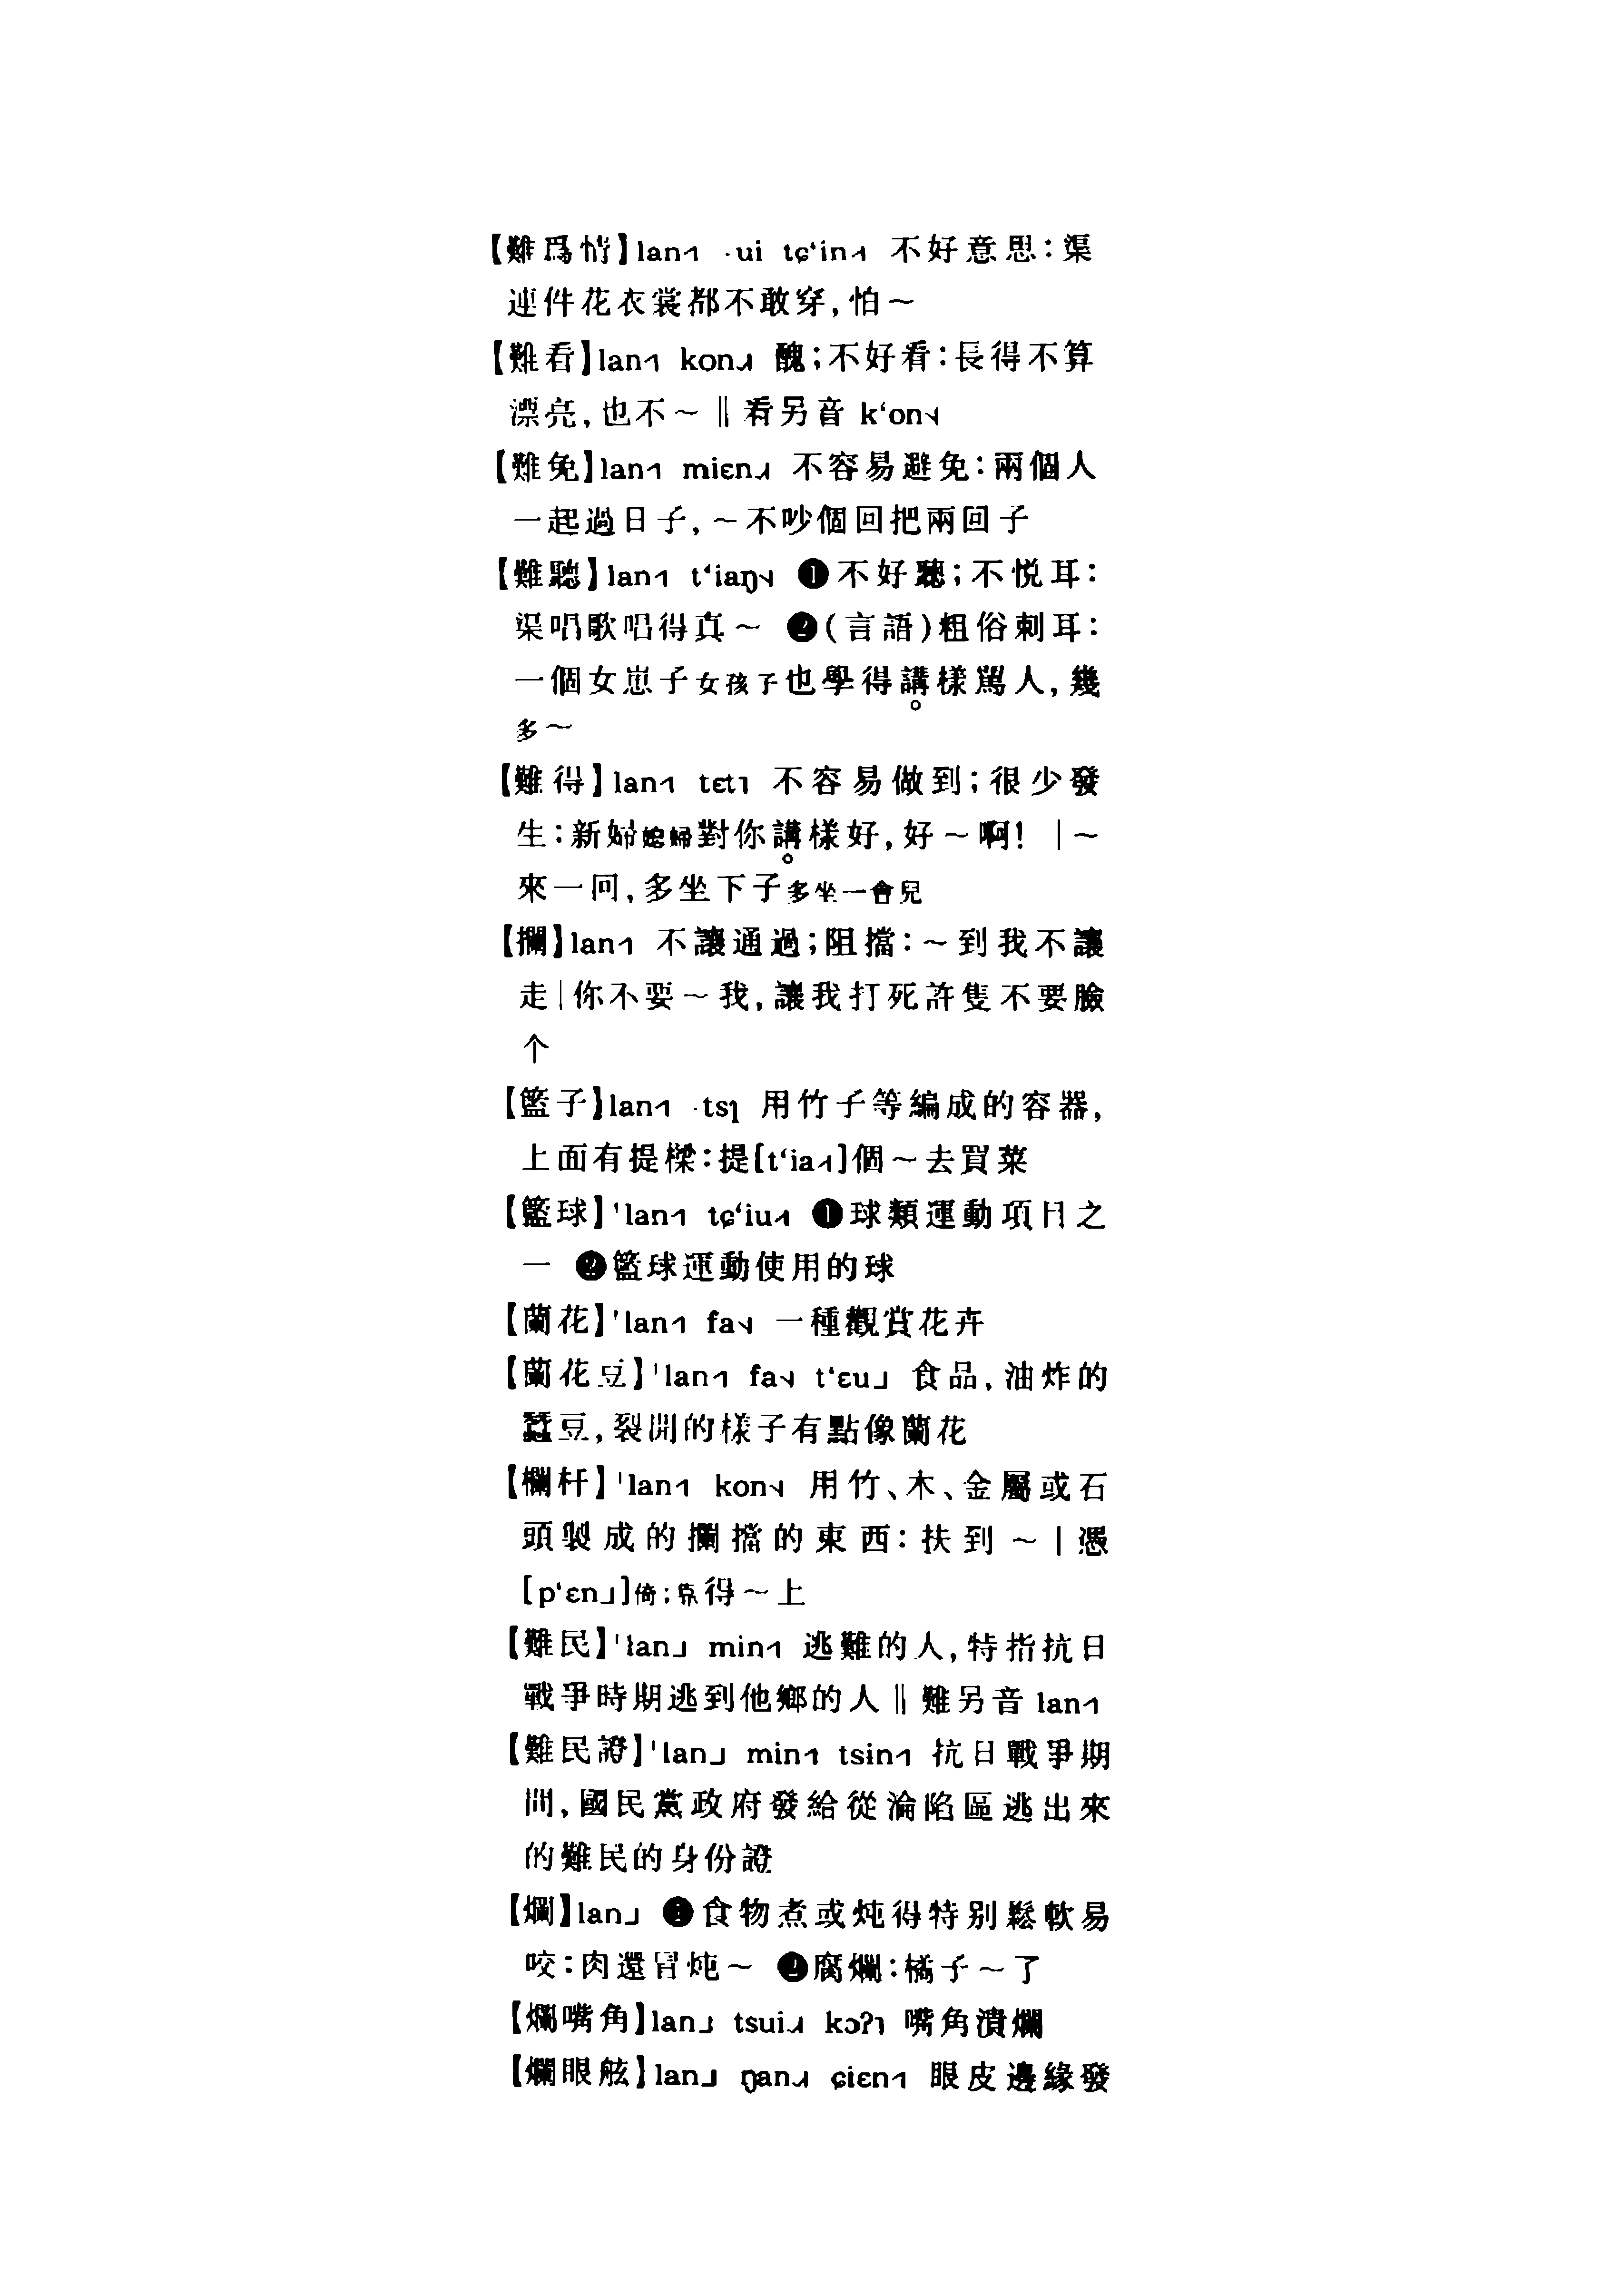 【難爲情】lan˧˥ ·ui tɕ‘in˨˦ 不好意思：渠
連件花衣裳都不敢穿，怕～
【難看】lan˧˥ kon˨˩˧ 醜；不好看：長得不算
漂亮，也不～‖看另音 k‘on˦˨
【難免】lan˧˥ miɛn˨˩˧ 不容易避免：兩個人
一起過日子，～不吵個回把兩回子
【難聽】lan˧˥ t‘iaŋ˦˨ ❶不好聽；不悦耳：
渠唱歌唱得真～ ❷(言語)粗俗刺耳：
一個女崽子女孩子也學得講樣駡人，幾
多～
【難得】lan˧˥ tɛt˥ 不容易做到；很少發
生：新婦媳婦對你講樣好，好～啊！｜～
來一回，多坐下子多坐一會兒
【攔】lan˧˥ 不讓通過；阻擋：～到我不讓
走｜你不要～我，讓我打死許隻不要臉
个
【籃子】lan˧˥ ·tsɿ 用竹子等編成的容器，
上面有提樑：提[t‘ia˨˦]個～去買菜
【籃球】ˈlan˧˥ tɕ‘iu˨˦ ❶球類運動項目之
一 ❷籃球運動使用的球
【蘭花】ˈlan˧˥ fa˦˨ 一種觀賞花卉
【蘭花豆】ˈlan˧˥ fa˦˨ t‘ɛu˩ 食品，油炸的
蠶豆，裂開的樣子有點像蘭花
【欄杆】ˈlan˧˥ kon˦˨ 用竹、木、金屬或石
頭製成的攔擋的東西：扶到～｜憑
[p‘ɛn˩]倚；靠得～上
【難民】ˈlan˩ min˧˥ 逃難的人，特指抗日
戰爭時期逃到他鄉的人‖難另音 lan˧˥
【難民證】ˈlan˩ min˧˥ tsin˧˥ 抗日戰爭期
間，國民黨政府發給從淪陷區逃出來
的難民的身份證
【爛】lan˩ ❶食物煮或炖得特别鬆軟易
咬：肉還冒炖～ ❷腐爛：橘子～了
【爛嘴角】lan˩ tsui˨˩˧ kɔʔ˥ 嘴角潰爛
【爛眼舷】lan˩ ŋan˨˩˧ ɕiɛn˧˥ 眼皮邊緣發